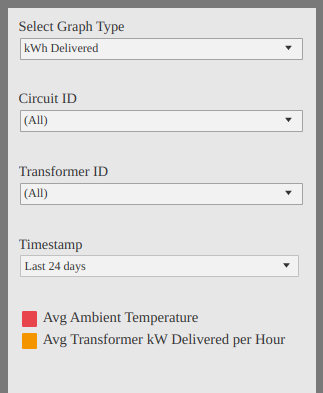 Select Graph Type
kWh Delivered
Circuit ID
(All)
Transformer ID
(All)
Timestamp
Last 24 days
Avg Ambient Temperature
Avg Transformer kW Delivered per Hour